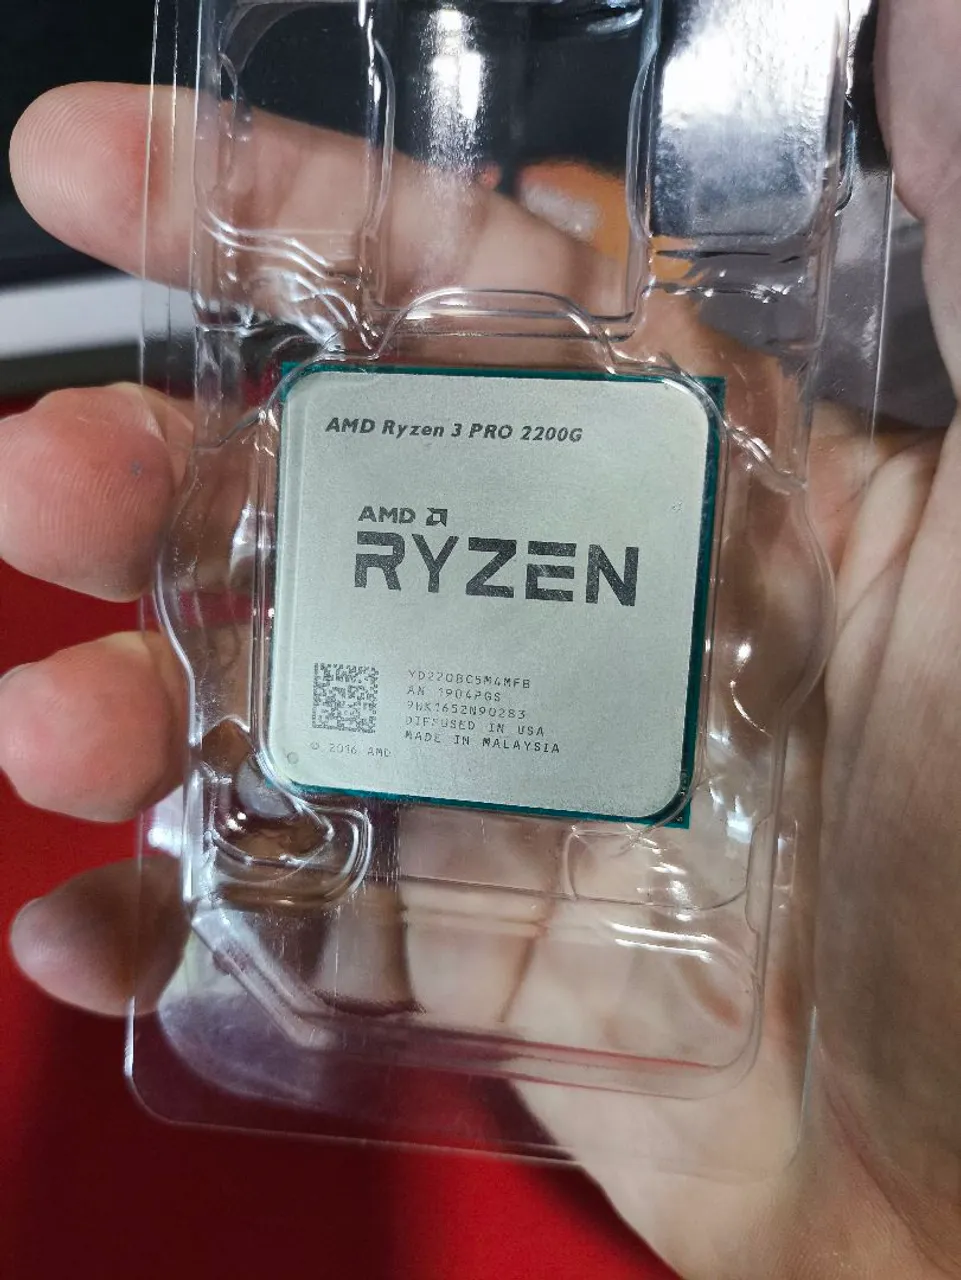 AMD Ryzen 3 PRO 2200G
AMD
RYZEN
YD220BC5M4MFB
AN 1904PGS
9HK1652N90283
DIFFUSED IN USA
MADE IN MALAYSIA
© 2016 AMD